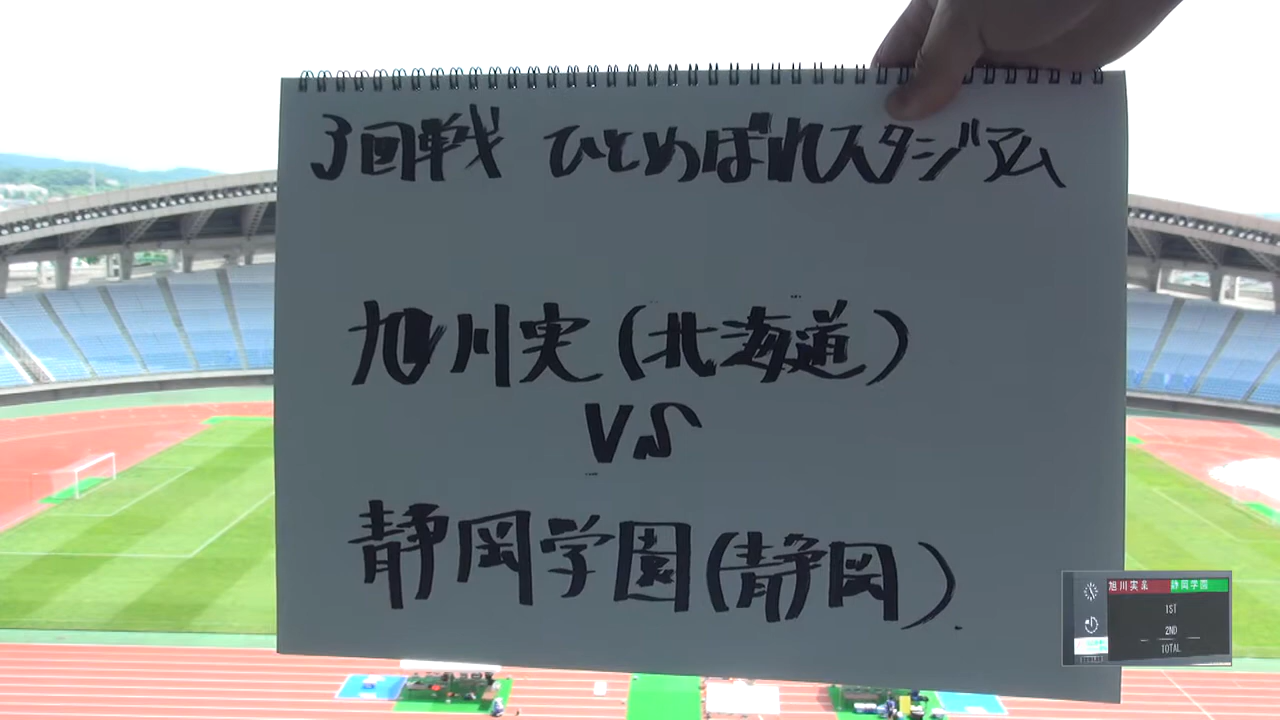 3回戦 ひとめぼれスタジアム
旭川実(北海道)
VS
静岡学園(静岡)
旭川実業 静岡学園
1ST
2ND
TOTAL